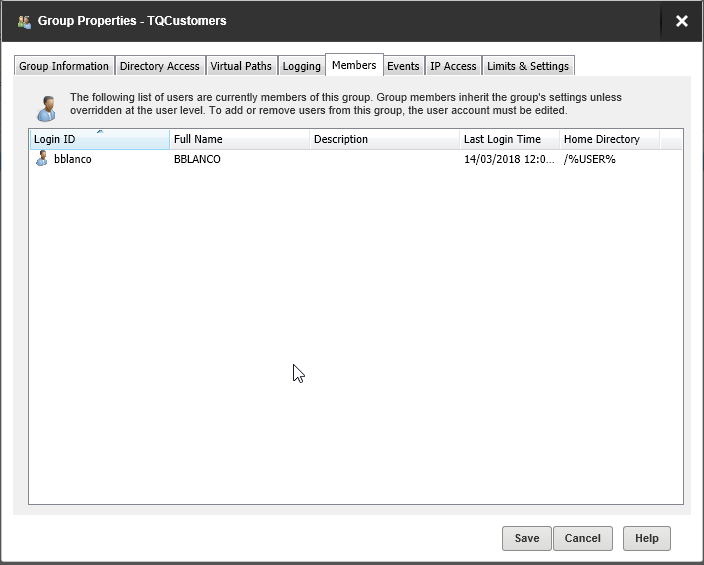 Group Properties - TQCustomers
Group Information Directory Access Virtual Paths Logging Members Events IP Access Limits & Settings
The following list of users are currently members of this group. Group members inherit the group's settings unless
overridden at the user level. To add or remove users from this group, the user account must be edited.
Login ID Full Name Description Last Login Time Home Directory
bblanco BBLANCO 14/03/2018 12:0... /%USER%
Save Cancel Help